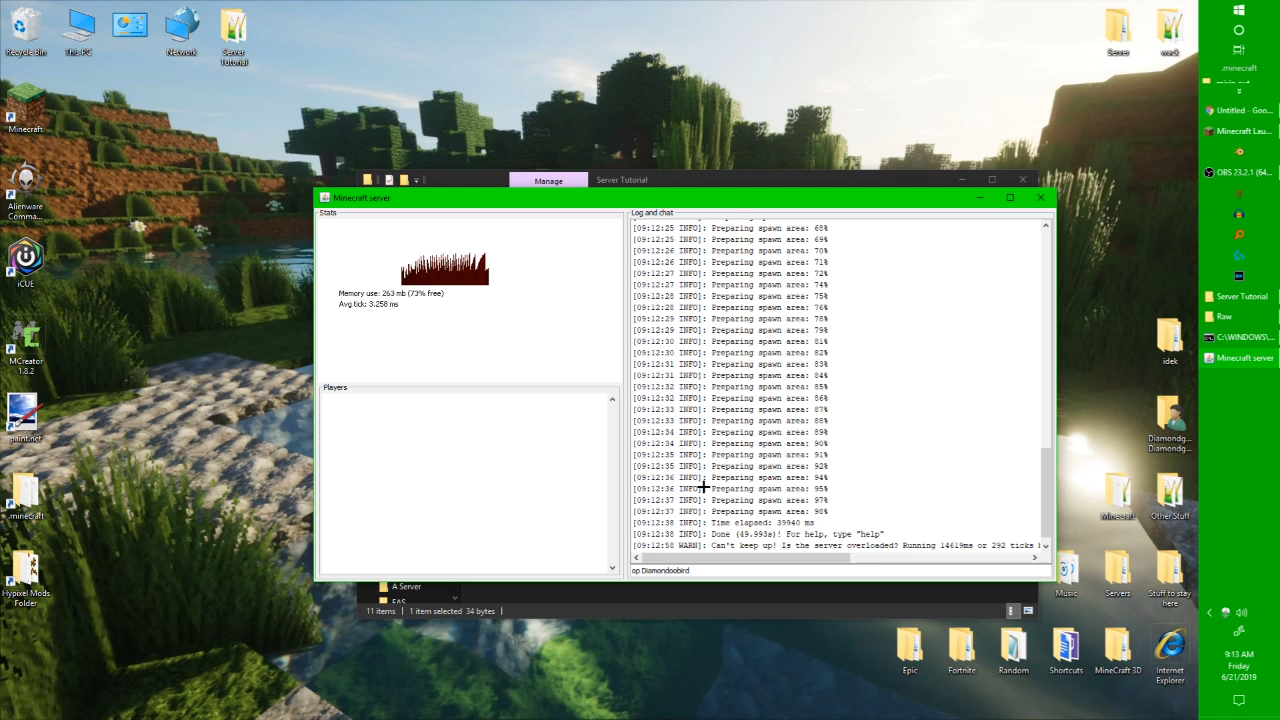 Recycle Bin
This PC
Network
Server
Tutorial
Server
wack
Minecraft
Alienware
Comma...
iCUE
MCreator
1.8.2
paint.net
.minecraft
Hypixel Mods
Folder
Manage
Server Tutorial
Minecraft server
Stats
Memory use: 263 mb (73% free)
Avg tick: 3.258 ms
Players
Log and chat
[09:12:25 INFO]: Preparing spawn area: 68%
[09:12:25 INFO]: Preparing spawn area: 69%
[09:12:26 INFO]: Preparing spawn area: 70%
[09:12:26 INFO]: Preparing spawn area: 71%
[09:12:27 INFO]: Preparing spawn area: 72%
[09:12:27 INFO]: Preparing spawn area: 74%
[09:12:28 INFO]: Preparing spawn area: 75%
[09:12:28 INFO]: Preparing spawn area: 76%
[09:12:29 INFO]: Preparing spawn area: 78%
[09:12:29 INFO]: Preparing spawn area: 79%
[09:12:30 INFO]: Preparing spawn area: 81%
[09:12:30 INFO]: Preparing spawn area: 82%
[09:12:31 INFO]: Preparing spawn area: 83%
[09:12:31 INFO]: Preparing spawn area: 84%
[09:12:32 INFO]: Preparing spawn area: 85%
[09:12:32 INFO]: Preparing spawn area: 86%
[09:12:33 INFO]: Preparing spawn area: 87%
[09:12:33 INFO]: Preparing spawn area: 88%
[09:12:34 INFO]: Preparing spawn area: 89%
[09:12:34 INFO]: Preparing spawn area: 90%
[09:12:35 INFO]: Preparing spawn area: 91%
[09:12:35 INFO]: Preparing spawn area: 92%
[09:12:36 INFO]: Preparing spawn area: 94%
[09:12:36 INFO]: Preparing spawn area: 95%
[09:12:37 INFO]: Preparing spawn area: 97%
[09:12:37 INFO]: Preparing spawn area: 98%
[09:12:38 INFO]: Time elapsed: 39940 ms
[09:12:38 INFO]: Done (49.993s)! For help, type "help"
[09:12:58 WARN]: Can't keep up! Is the server overloaded? Running 14619ms or 292 ticks
op Diamondoobird
A Server
EAS
11 items
1 item selected 34 bytes
idek
Diamondg...
Diamondg...
Minecraft
Other Stuff
Music
Servers
Stuff to stay
here
Epic
Fortnite
Random
Shortcuts
MineCraft 3D
Internet
Explorer
.minecraft
Untitled - Goo...
Minecraft Lau...
OBS 23.2.1 (64...
Server Tutorial
Raw
C:\WINDOWS\...
Minecraft server
9:13 AM
Friday
6/21/2019